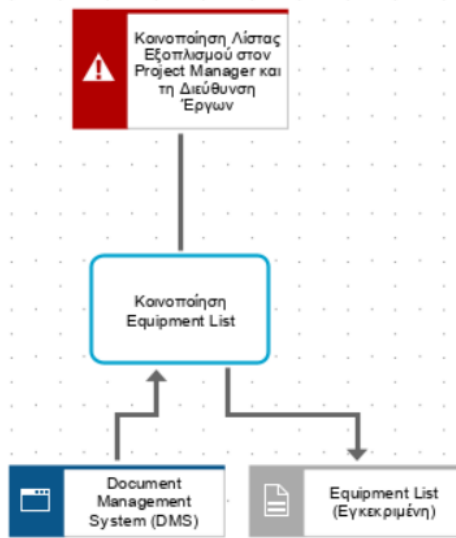 Κοινοποίηση Λίστας
Εξοπλισμού στον
Project Manager και
τη Διεύθυνση
Έργων
Κοινοποίηση
Equipment List
Document
Management
System (DMS)
Equipment List
(Εγκεκριμένη)